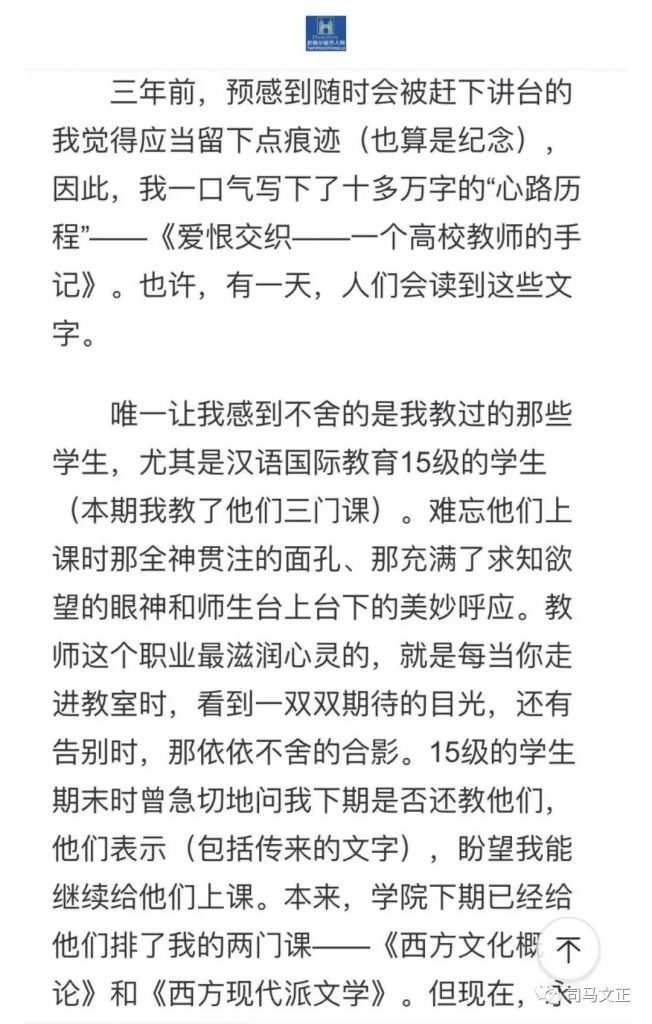 三年前，预感到随时会被赶下讲台的
我觉得应当留下点痕迹（也算是纪念），
因此，我一口气写下了十多万字的“心路历
程”——《爱恨交织——一个高校教师的手
记》。也许，有一天，人们会读到这些文
字。
唯一让我感到不舍的是我教过的那些
学生，尤其是汉语国际教育15级的学生
（本期我教了他们三门课）。难忘他们上
课时那全神贯注的面孔、那充满了求知欲
望的眼神和师生台上台下的美妙呼应。教
师这个职业最滋润心灵的，就是每当你走
进教室时，看到一双双期待的目光，还有
告别时，那依依不舍的合影。15级的学生
期末时曾急切地问我下期是否还教他们，
他们表示（包括传来的文字），盼望我能
继续给他们上课。本来，学院下期已经给
他们排了我的两门课——《西方文化概
论》和《西方现代派文学》。但现在，永
司马文正